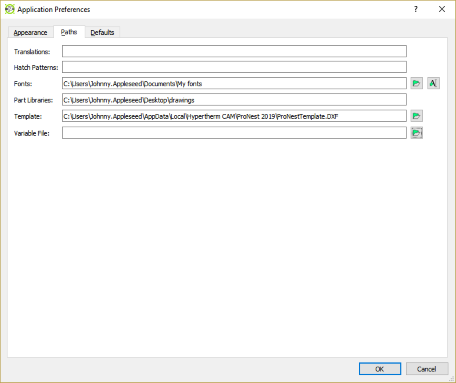 Application Preferences
Appearance Paths Defaults
Translations:
Hatch Patterns:
Fonts: C:\Users\Johnny.Appleseed\Documents\My fonts
Part Libraries: C:\Users\Johnny.Appleseed\Desktop\drawings
Template: C:\Users\Johnny.Appleseed\AppData\Local\Hypertherm CAM\ProNest 2019\ProNestTemplate.DXF
Variable File:
OK Cancel